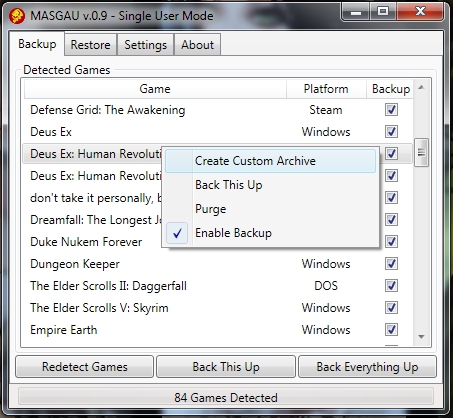 MASGAU v.0.9 - Single User Mode
Backup Restore Settings About
Detected Games
Game Platform Backup
Defense Grid: The Awakening Steam
Deus Ex Windows
Deus Ex: Human Revoluti
Create Custom Archive
Deus Ex: Human Revoluti
Back This Up
don't take it personally, b
Purge
Dreamfall: The Longest Jo
Duke Nukem Forever
Enable Backup
Dungeon Keeper Windows
The Elder Scrolls II: Daggerfall DOS
The Elder Scrolls V: Skyrim Windows
Empire Earth Windows
Redetect Games Back This Up Back Everything Up
84 Games Detected